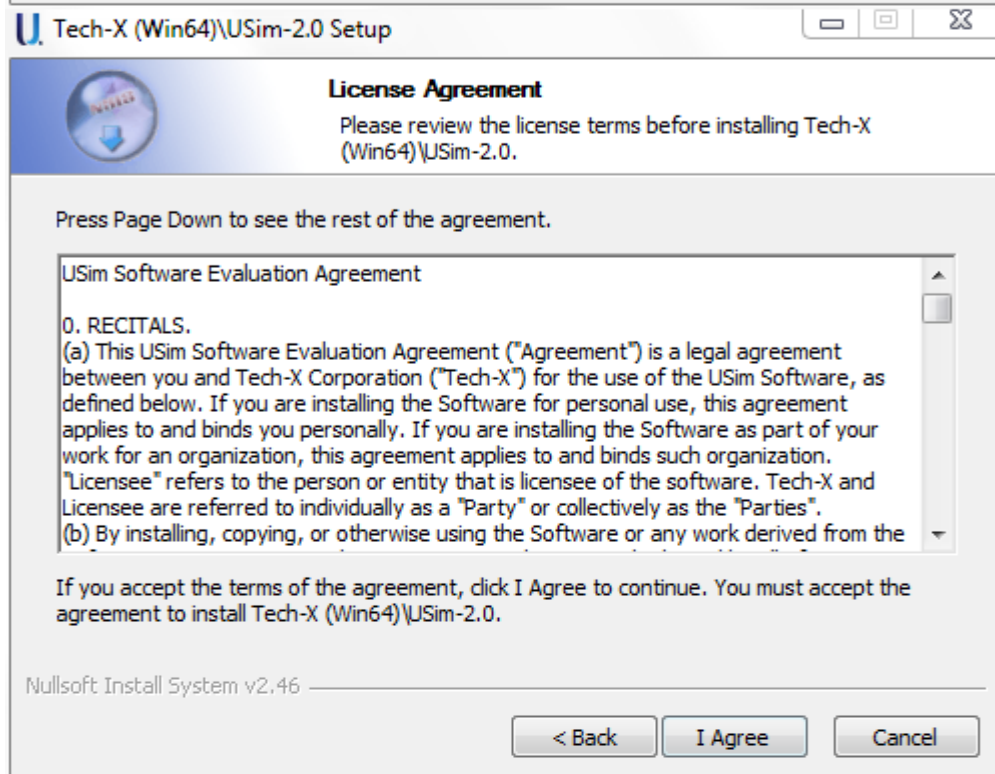 Tech-X (Win64)\USim-2.0 Setup
License Agreement
Please review the license terms before installing Tech-X
(Win64)\USim-2.0.
Press Page Down to see the rest of the agreement.
USim Software Evaluation Agreement
0. RECITALS.
(a) This USim Software Evaluation Agreement ("Agreement") is a legal agreement
between you and Tech-X Corporation ("Tech-X") for the use of the USim Software, as
defined below. If you are installing the Software for personal use, this agreement
applies to and binds you personally. If you are installing the Software as part of your
work for an organization, this agreement applies to and binds such organization.
"Licensee" refers to the person or entity that is licensee of the software. Tech-X and
Licensee are referred to individually as a "Party" or collectively as the "Parties".
(b) By installing, copying, or otherwise using the Software or any work derived from the
If you accept the terms of the agreement, click I Agree to continue. You must accept the
agreement to install Tech-X (Win64)\USim-2.0.
Nullsoft Install System v2.46
< Back
I Agree
Cancel